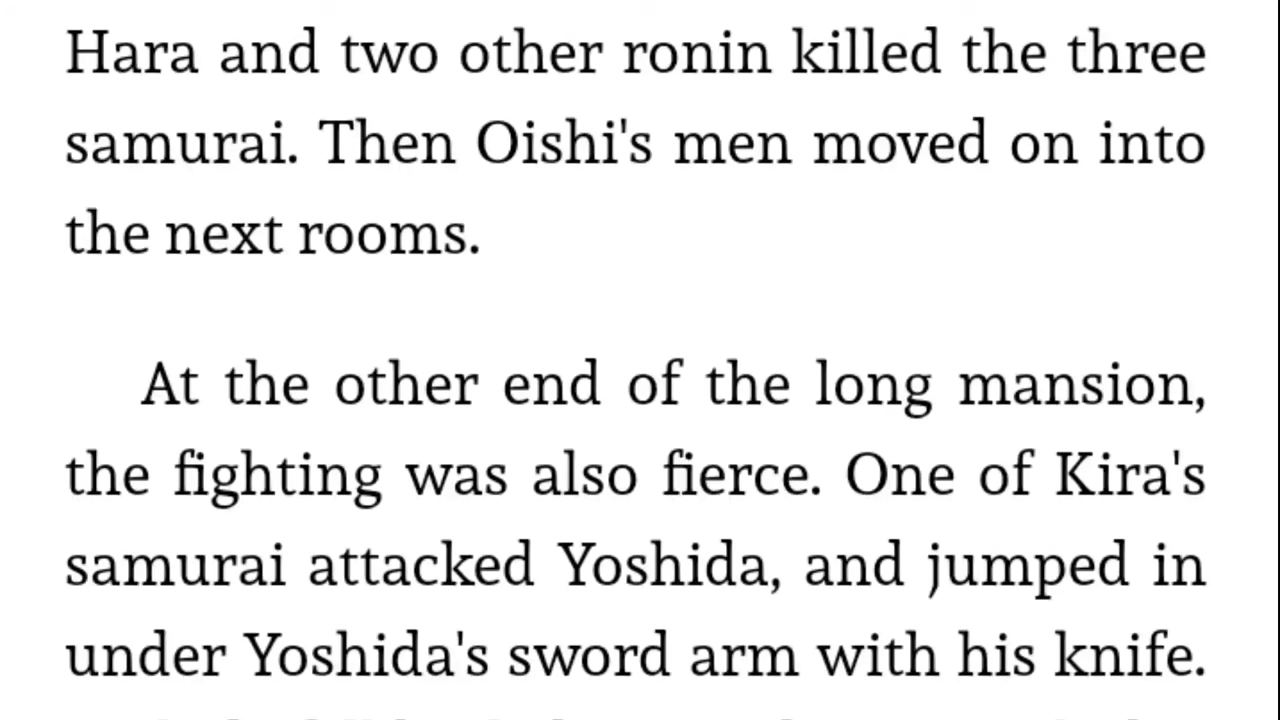 Hara and two other ronin killed the three
samurai. Then Oishi's men moved on into
the next rooms.
At the other end of the long mansion,
the fighting was also fierce. One of Kira's
samurai attacked Yoshida, and jumped in
under Yoshida's sword arm with his knife.